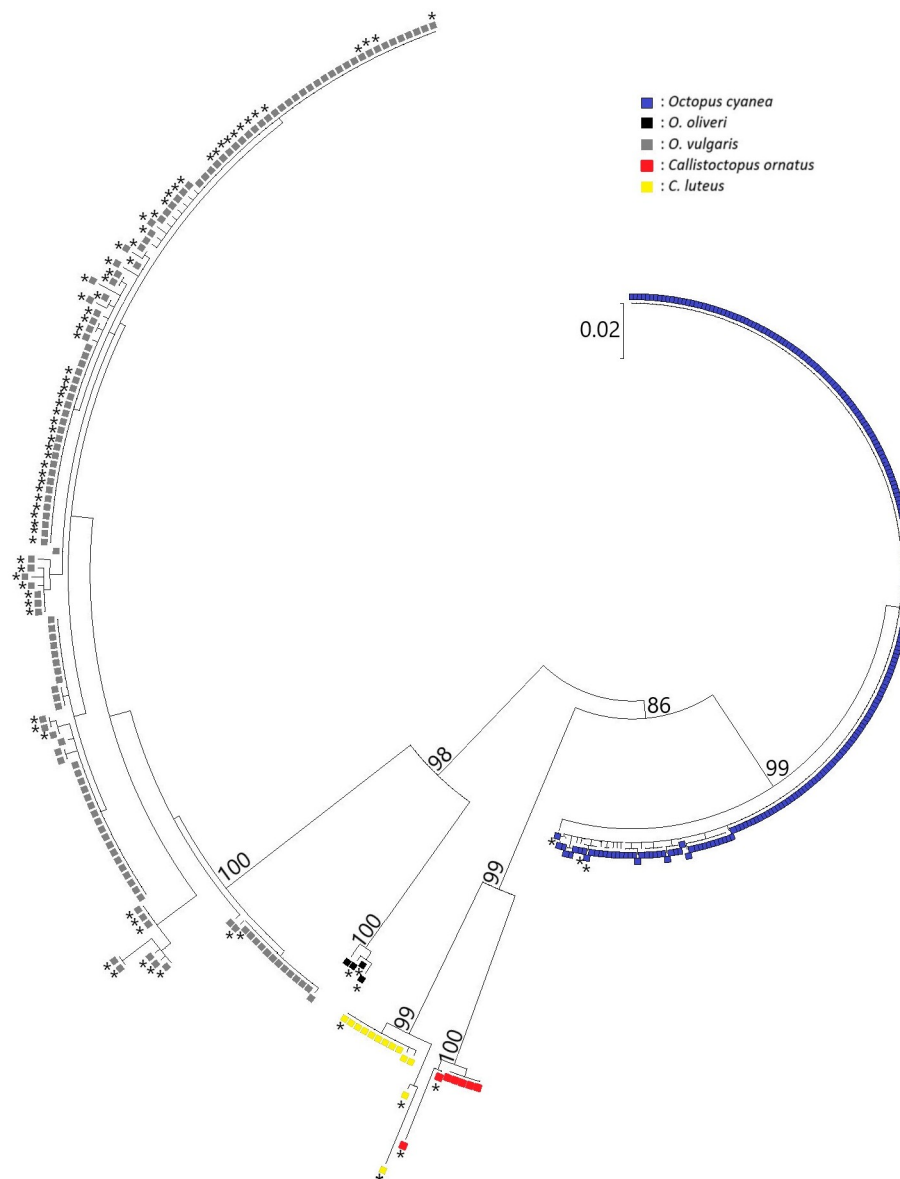 : Octopus cyanea
: O. oliveri
: O. vulgaris
: Callistoctopus ornatus
: C. luteus
0.02
86
98
99
100
99
100
99
100